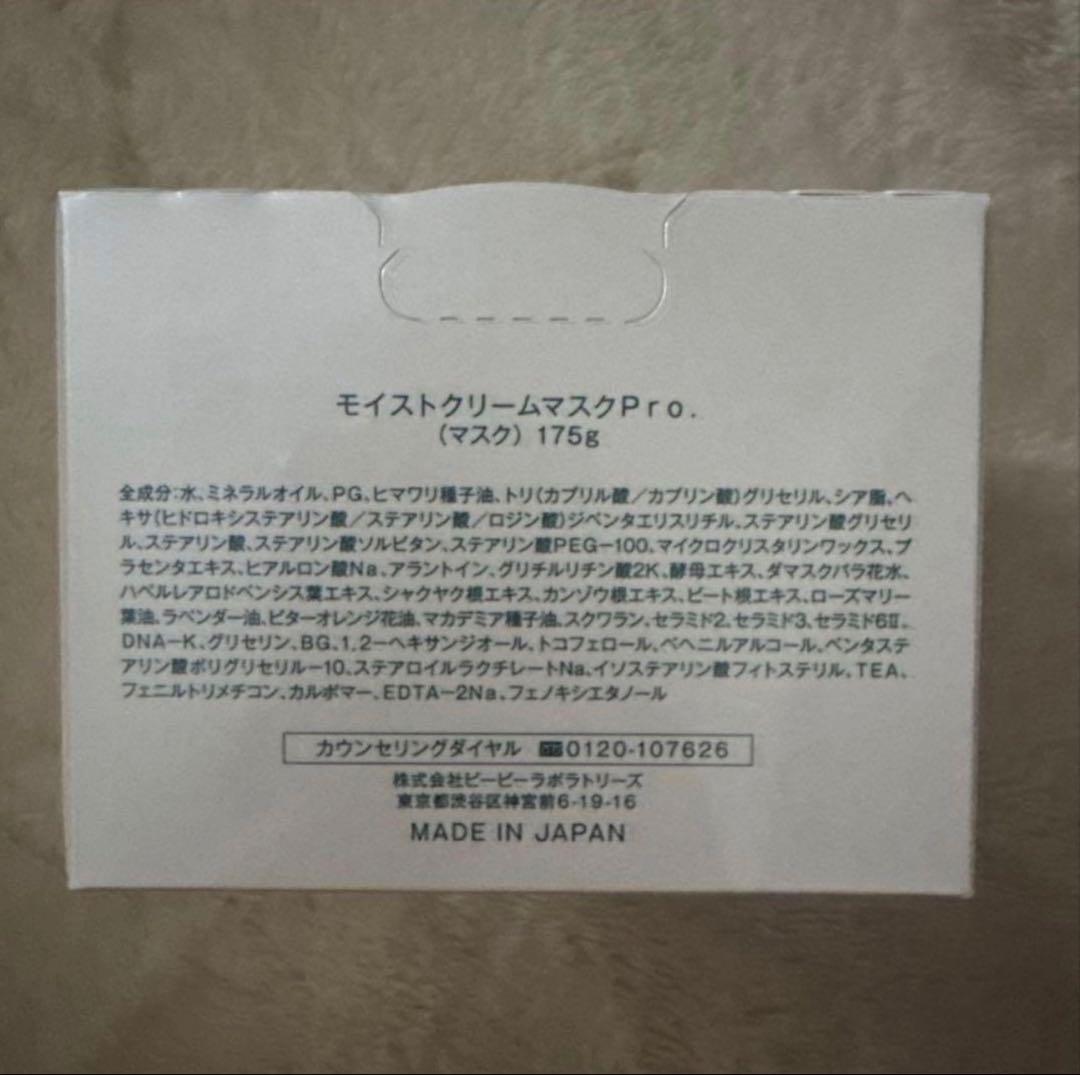 モイストクリームマスクPro.
(マスク) 175g
全成分:水、ミネラルオイル、PG、ヒマワリ種子油、トリ(カプリル酸/カプリン酸)グリセリル、シア脂、ヘ
キサ(ヒドロキシステアリン酸/ステアリン酸/ロジン酸)ジペンタエリスリチル、ステアリン酸グリセリ
ル、ステアリン酸、ステアリン酸ソルビタン、ステアリン酸PEG-100、マイクロクリスタリンワックス、プ
ラセンタエキス、ヒアルロン酸Na、アラントイン、グリチルリチン酸2K、酵母エキス、ダマスクバラ花水、
ハベルレアロドペンシス葉エキス、シャクヤク根エキス、カンゾウ根エキス、ビート根エキス、ローズマリー
葉油、ラベンダー油、ビターオレンジ花油、マカデミア種子油、スクワラン、セラミド2、セラミド3、セラミド6Ⅱ、
DNA-K、グリセリン、BG、1,2-ヘキサンジオール、トコフェロール、ベヘニルアルコール、ペンタステ
アリン酸ポリグリセリル-10、ステアロイルラクチレートNa、イソステアリン酸フィトステリル、TEA、
フェニルトリメチコン、カルボマー、EDTA-2Na、フェノキシエタノール
カウンセリングダイヤル 0120-107626
株式会社ビービーラボラトリーズ
東京都渋谷区神宮前6-19-16
MADE IN JAPAN